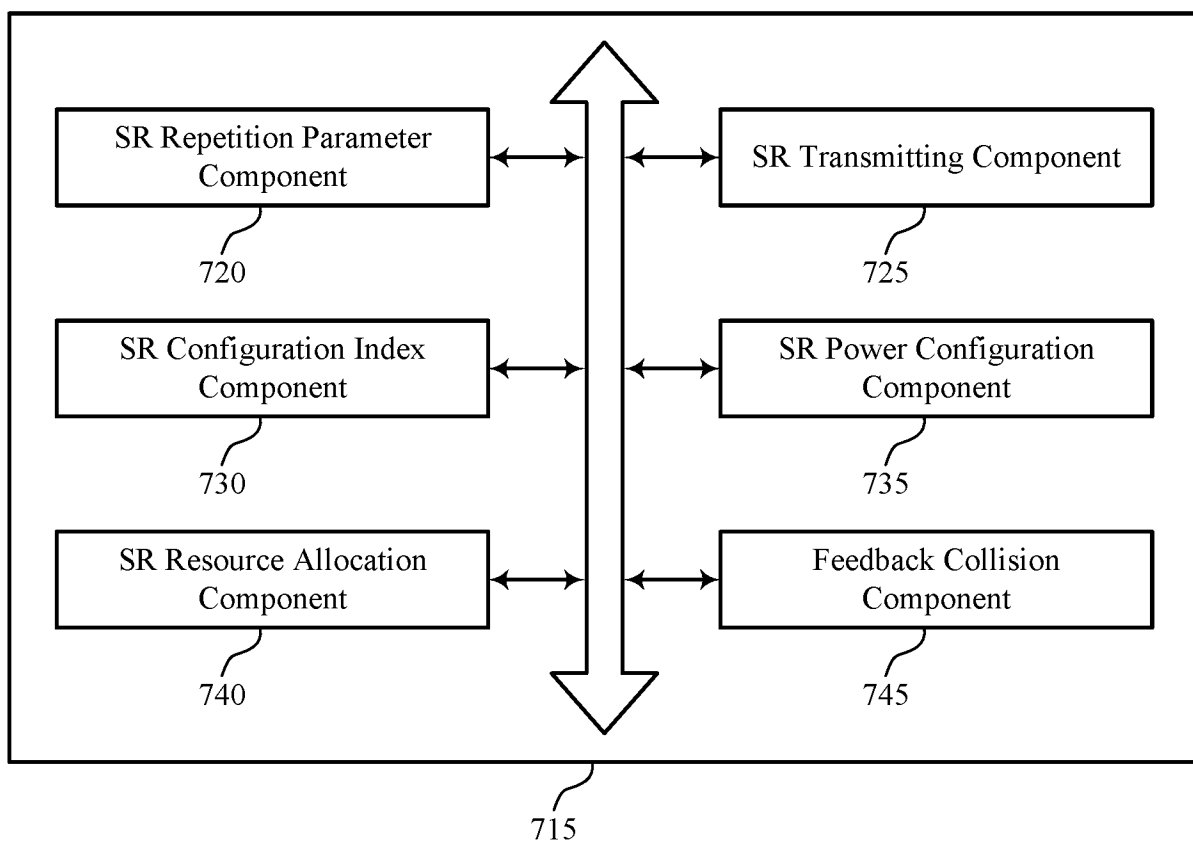 SR Repetition Parameter
Component
720
SR Transmitting Component
725
SR Configuration Index
Component
730
SR Power Configuration
Component
735
SR Resource Allocation
Component
740
Feedback Collision
Component
745
715